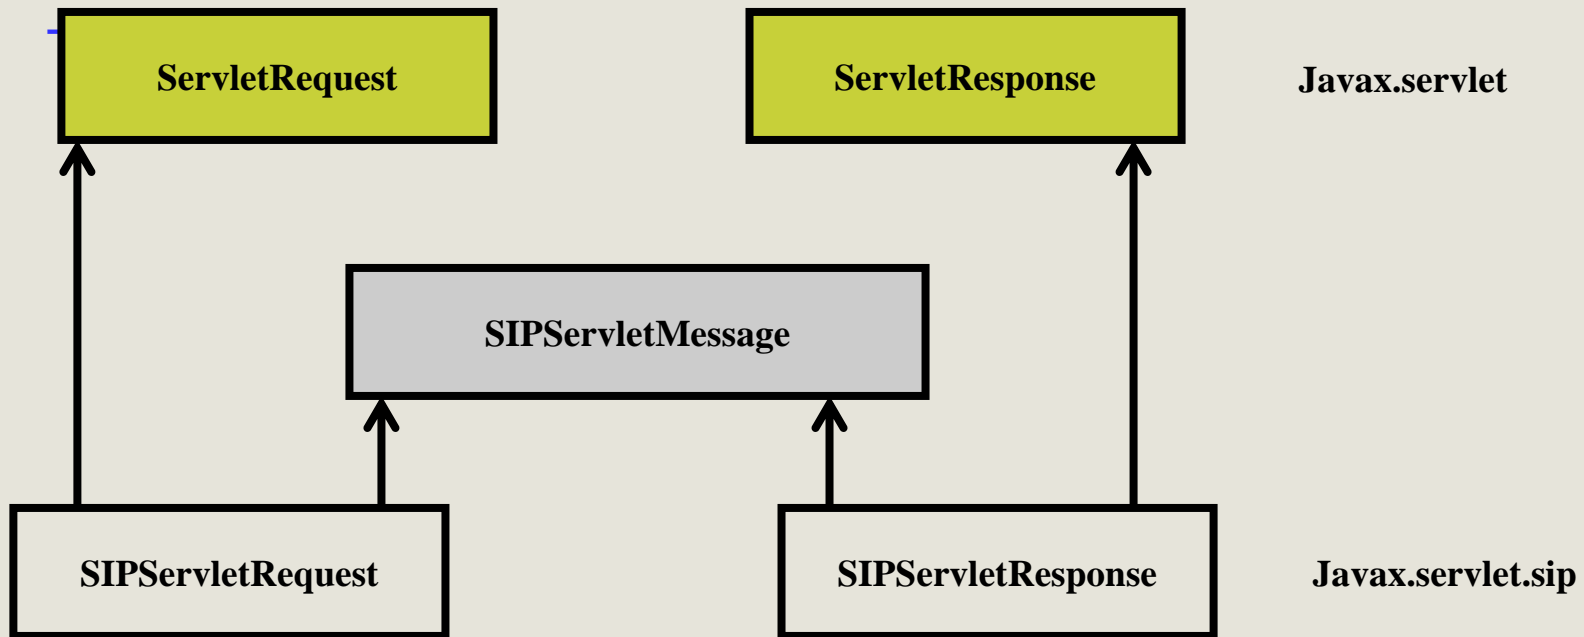 ServletRequest
ServletResponse
Javax.servlet
SIPServletMessage
SIPServletRequest
SIPServletResponse
Javax.servlet.sip